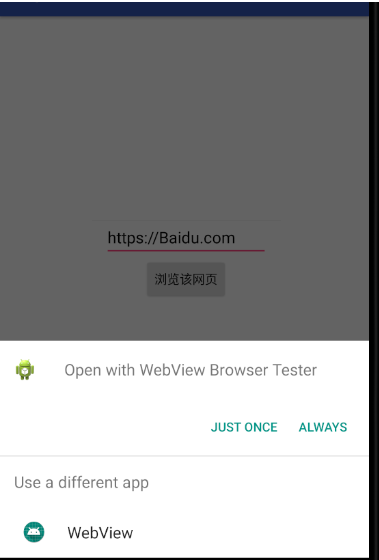 https://Baidu.com
浏览该网页
Open with WebView Browser Tester
JUST ONCE ALWAYS
Use a different app
WebView